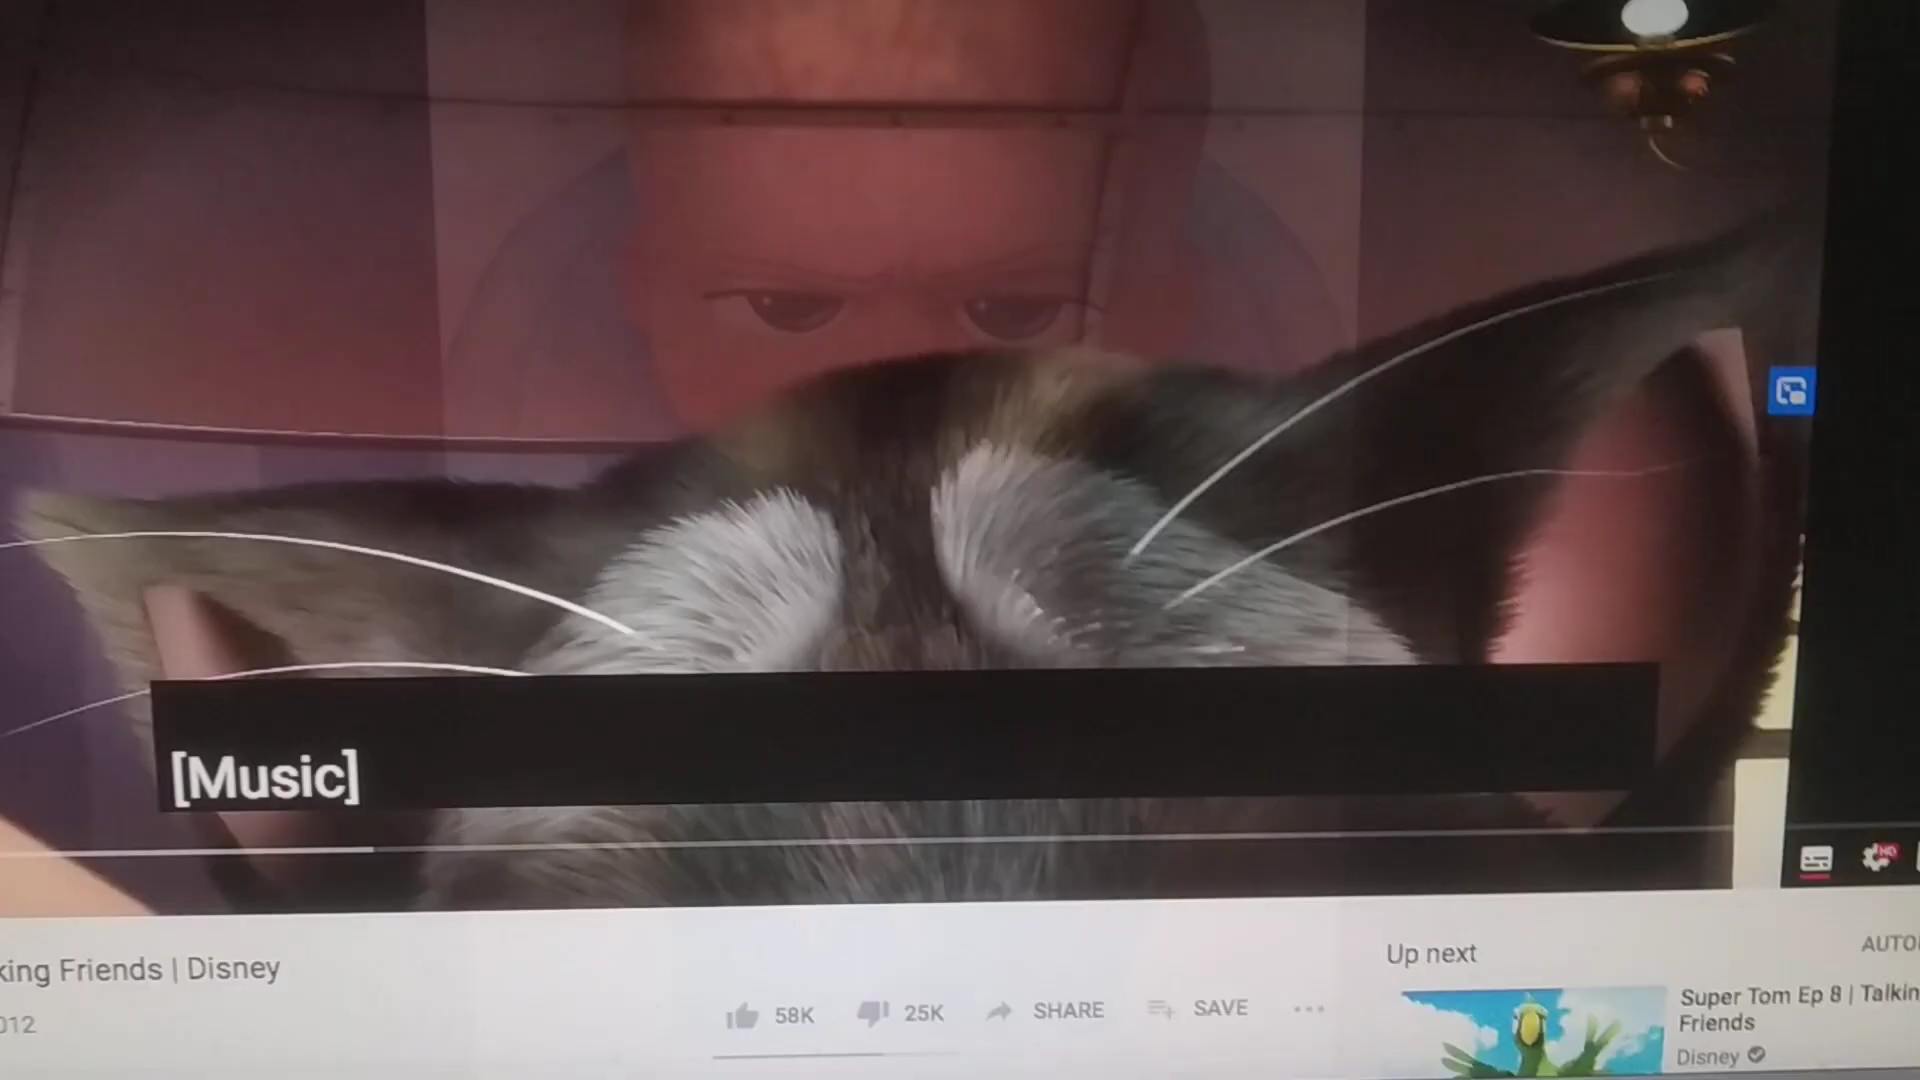 [Music]
HD
king Friends | Disney
012
58K
25K
SHARE
SAVE
Up next
AUTO
Super Tom Ep 8 | Talkin
Friends
Disney